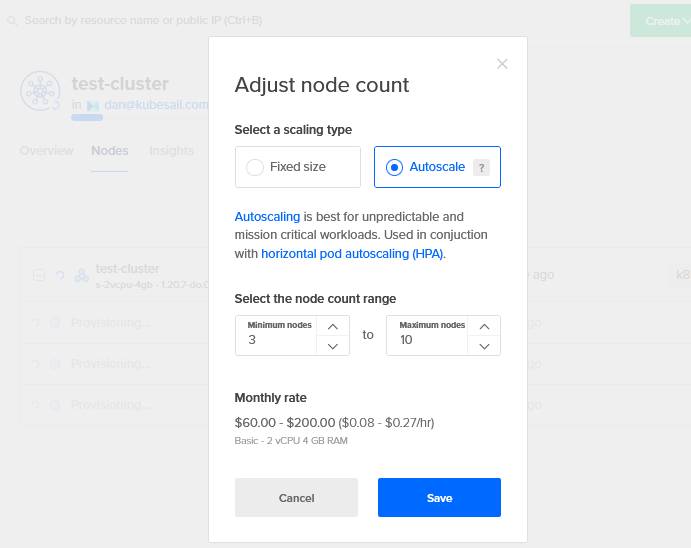 Search by resource name or public IP (Ctrl+B)
Create
test-cluster
in dan@kubesail.com
Overview Nodes Insights
test-cluster
s-2vcpu-4gb - 1.20.7-do.0
ago
k8
Provisioning...
go
Provisioning...
go
Provisioning...
go
Adjust node count
Select a scaling type
Fixed size
Autoscale ?
Autoscaling is best for unpredictable and
mission critical workloads. Used in conjuction
with horizontal pod autoscaling (HPA).
Select the node count range
Minimum nodes
3
to
Maximum nodes
10
Monthly rate
$60.00 - $200.00 ($0.08 - $0.27/hr)
Basic - 2 vCPU 4 GB RAM
Cancel
Save